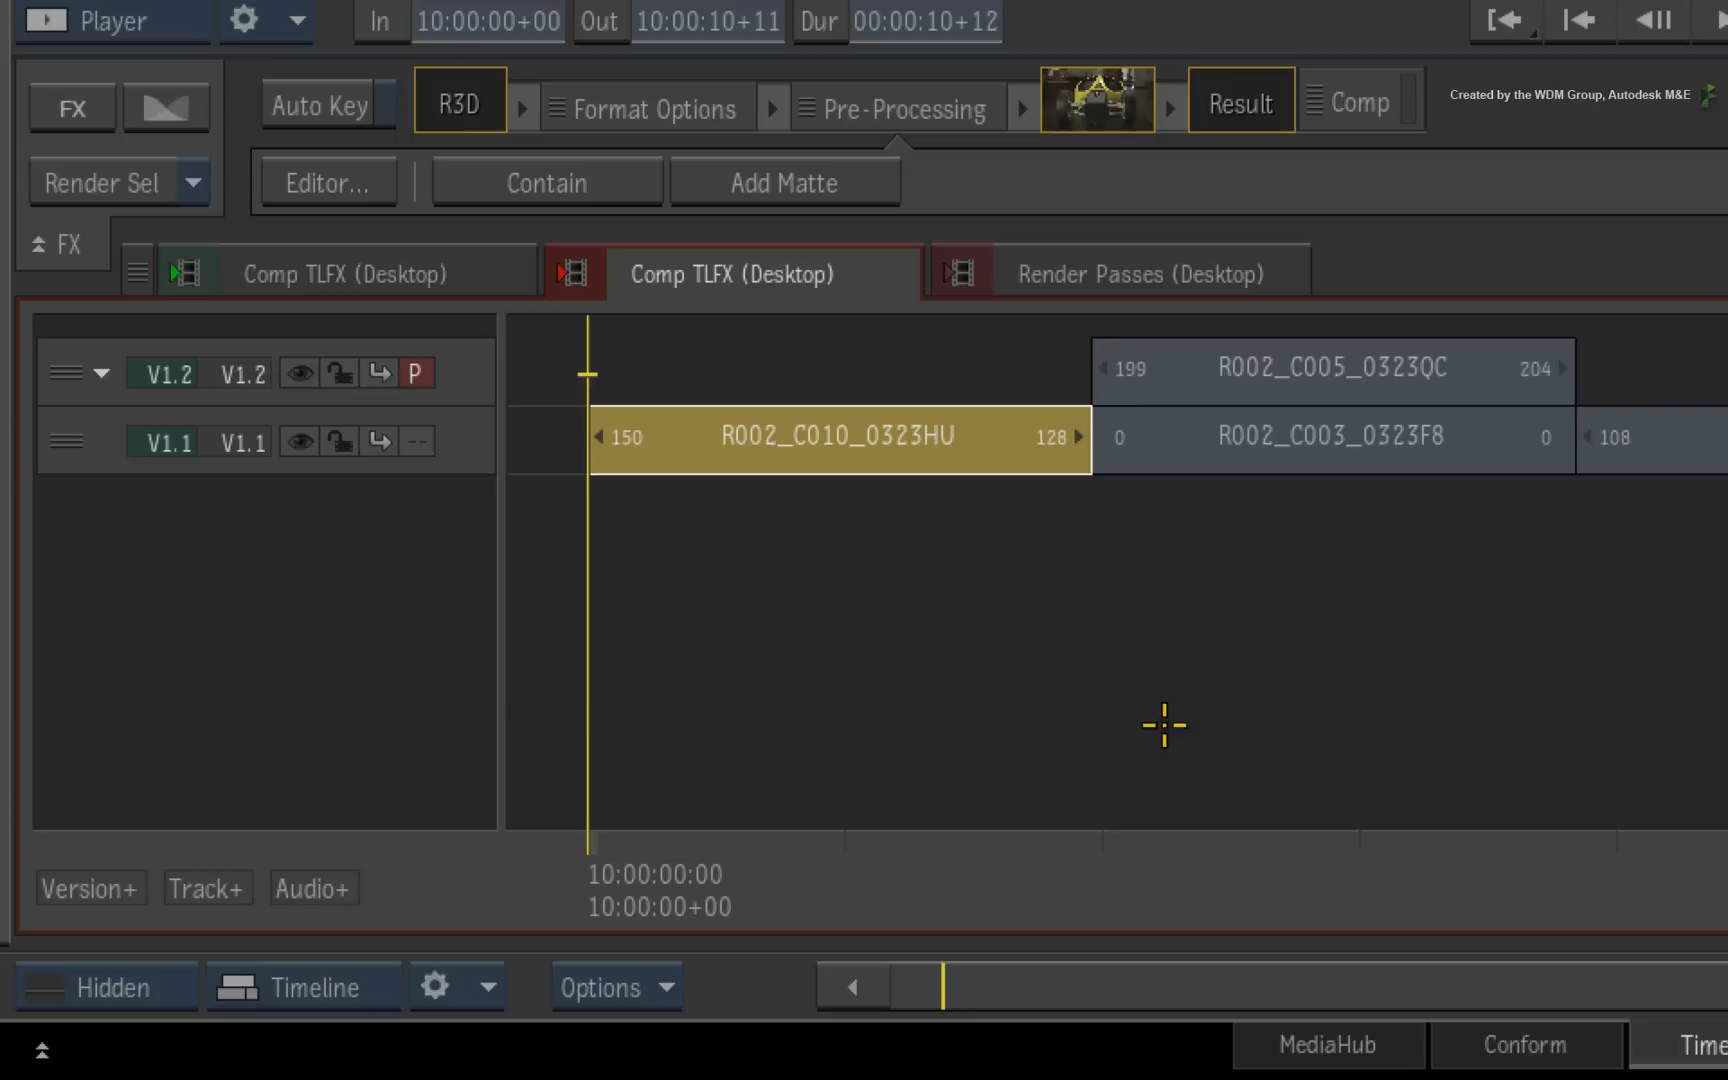 Player In 10:00:00+00 Out 10:00:10+11 Dur 00:00:10+12
FX Auto Key R3D Format Options Pre-Processing Result Comp Created by the WDM Group, Autodesk M&E
Render Sel Editor... Contain Add Matte
FX
Comp TLFX (Desktop) Comp TLFX (Desktop) Render Passes (Desktop)
V1.2 V1.2 P 199 R002_C005_0323QC 204
V1.1 V1.1 -- 150 R002_C010_0323HU 128 0 R002_C003_0323F8 0 108
Version+ Track+ Audio+ 10:00:00:00
10:00:00+00
Hidden Timeline Options
MediaHub Conform Time